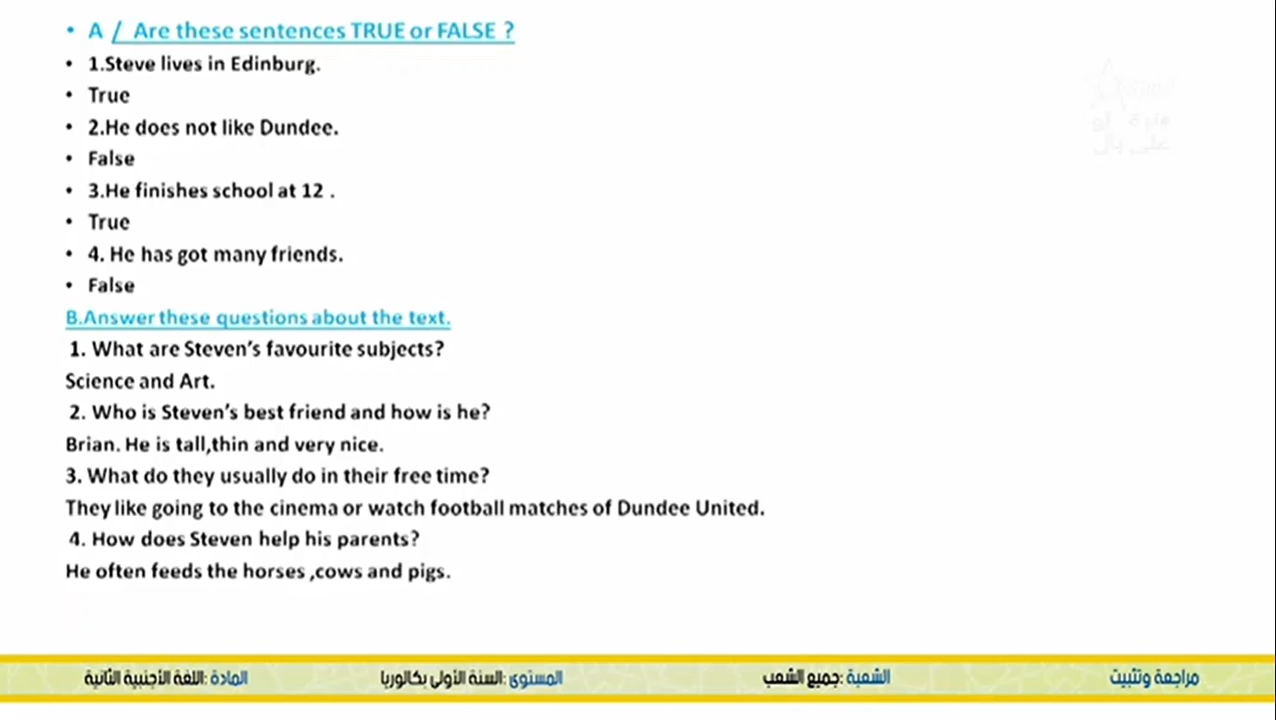 • A / Are these sentences TRUE or FALSE ?
• 1.Steve lives in Edinburg.
• True
• 2.He does not like Dundee.
• False
• 3.He finishes school at 12 .
• True
• 4. He has got many friends.
• False
B.Answer these questions about the text.
1. What are Steven's favourite subjects?
Science and Art.
2. Who is Steven's best friend and how is he?
Brian. He is tall,thin and very nice.
3. What do they usually do in their free time?
They like going to the cinema or watch football matches of Dundee United.
4. How does Steven help his parents?
He often feeds the horses ,cows and pigs.
مراجعة وتثبيت الشعبة :جميع الشعب المستوى :السنة الأولى بكالوريا المادة :اللغة الأجنبية الثانية